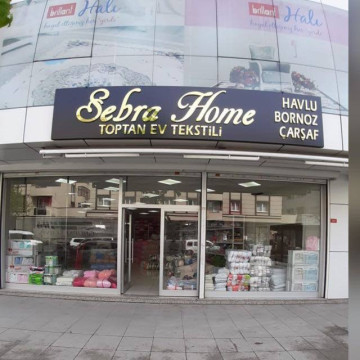 brillant Halı
brillant Halı
Sebra Home
TOPTAN EV TEKSTİLİ
HAVLU
BORNOZ
ÇARŞAF